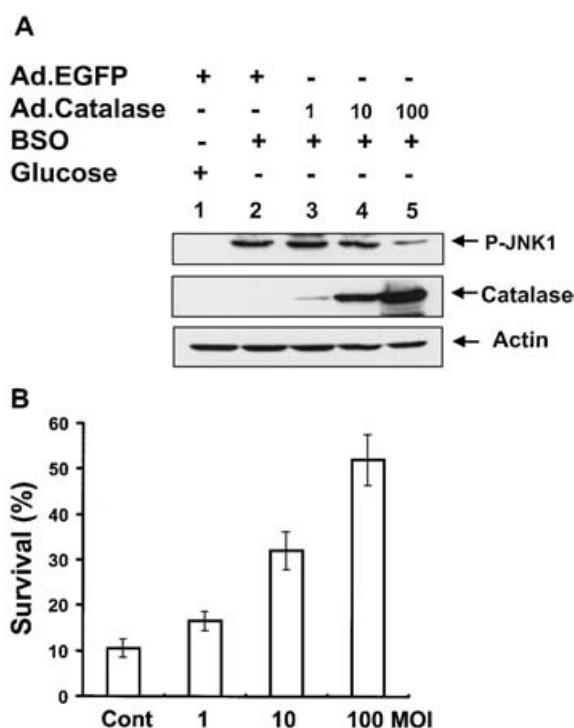 A
Ad.EGFP + + - - -
Ad.Catalase - - 1 10 100
BSO - + + + +
Glucose + - - - -
1 2 3 4 5
P-JNK1
Catalase
Actin
B
60
50
40
30
20
10
0
Survival (%)
Cont 1 10 100 MOI